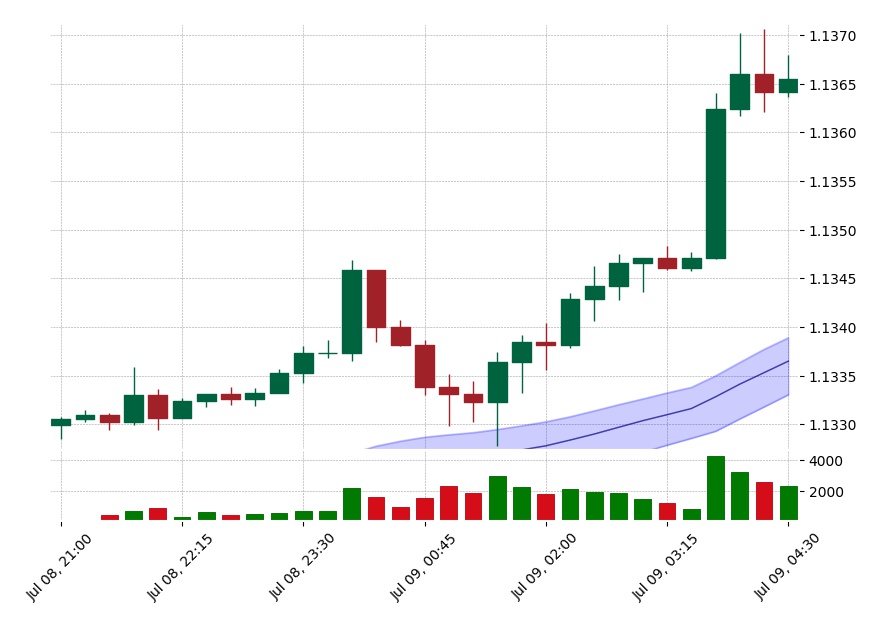 1.1370
1.1365
1.1360
1.1355
1.1350
1.1345
1.1340
1.1335
1.1330
4000
2000
Jul 08, 21:00
Jul 08, 22:15
Jul 08, 23:30
Jul 09, 00:45
Jul 09, 02:00
Jul 09, 03:15
Jul 09, 04:30